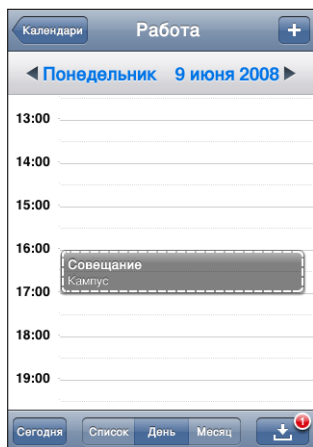 Календари Работа +
Понедельник 9 июня 2008
13:00
14:00
15:00
16:00
Совещание
Кампус
17:00
18:00
19:00
Сегодня Список День Месяц 1